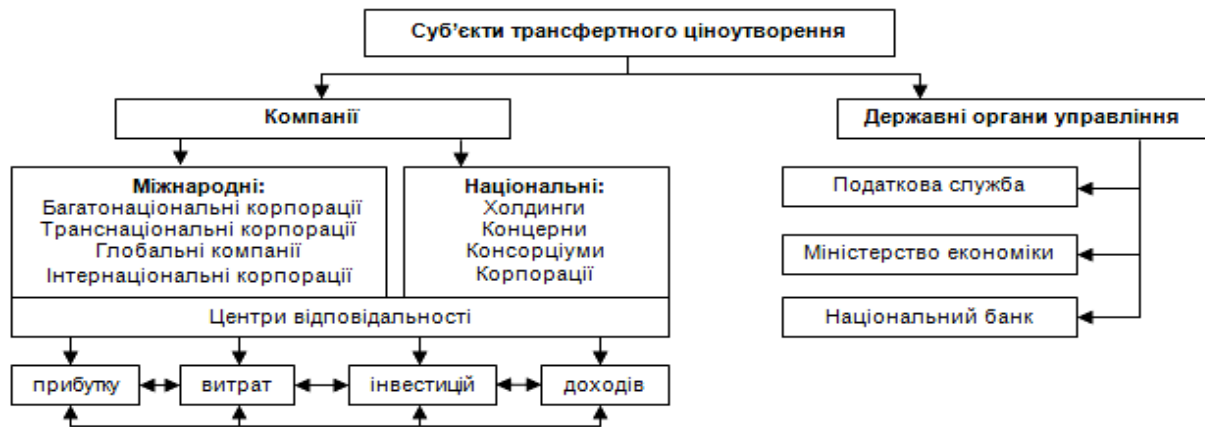 Суб’єкти трансфертного ціноутворення
Компанії
Державні органи управління
Міжнародні:
Багатонаціональні корпорації
Транснаціональні корпорації
Глобальні компанії
Інтернаціональні корпорації
Національні:
Холдинги
Концерни
Консорціуми
Корпорації
Податкова служба
Міністерство економіки
Національний банк
Центри відповідальності
прибутку
витрат
інвестицій
доходів